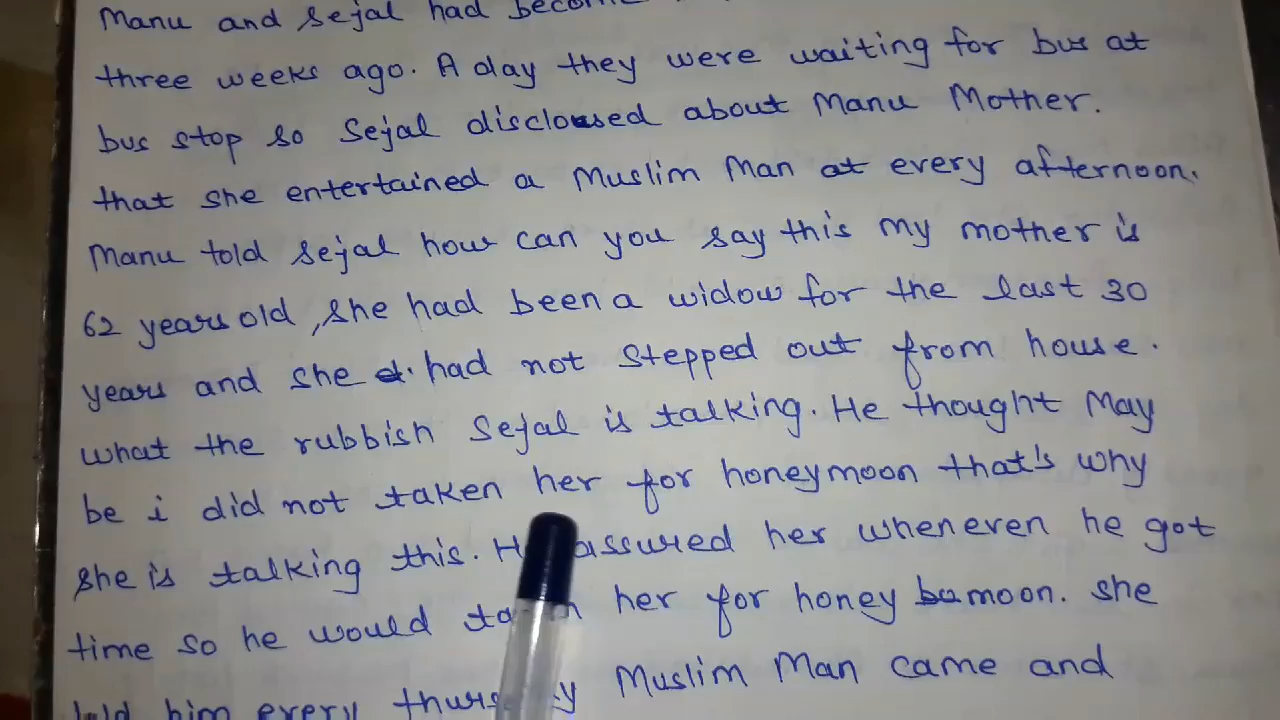 Manu and Sejal had become
three weeks ago. A day they were waiting for bus at
bus stop so Sejal disclosed about Manu Mother.
that she entertained a Muslim Man at every afternoon.
Manu told Sejal how can you say this my mother is
62 years old, she had been a widow for the last 30
years and she had not stepped out from house.
what the rubbish Sejal is talking. He thought May
be i did not taken her for honeymoon that's why
she is talking this. H assured her whenever he got
time so he would her for honey moon. She
told him every Muslim Man came and